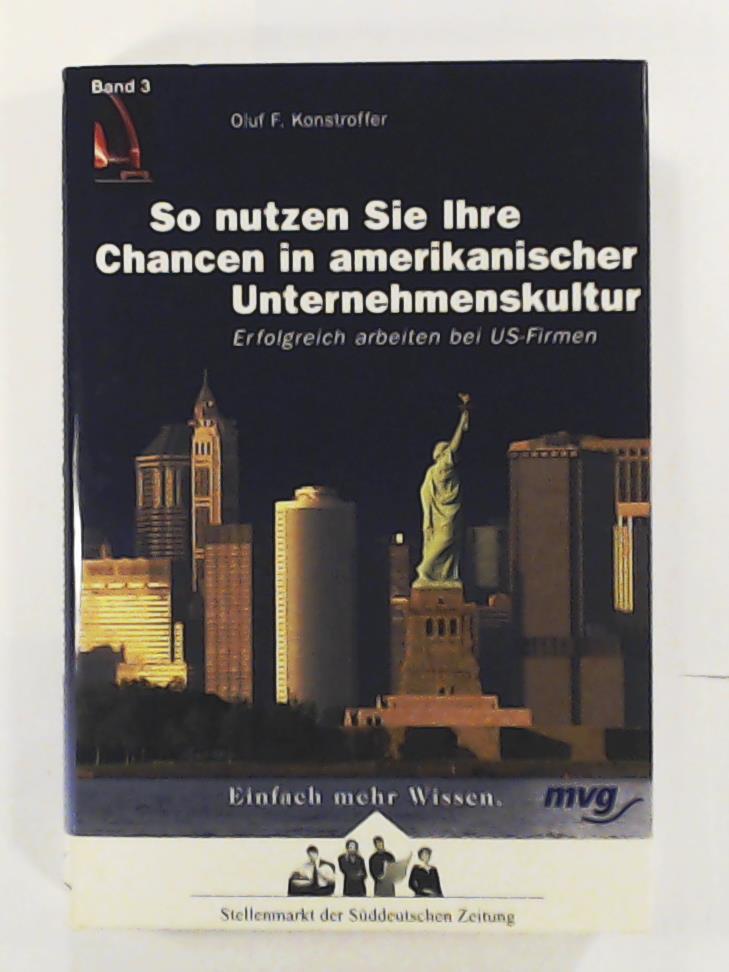 Band 3
Oluf F. Konstroffer
So nutzen Sie Ihre
Chancen in amerikanischer
Unternehmenskultur
Erfolgreich arbeiten bei US-Firmen
Einfach mehr Wissen.
mvg
Stellenmarkt der Süddeutschen Zeitung